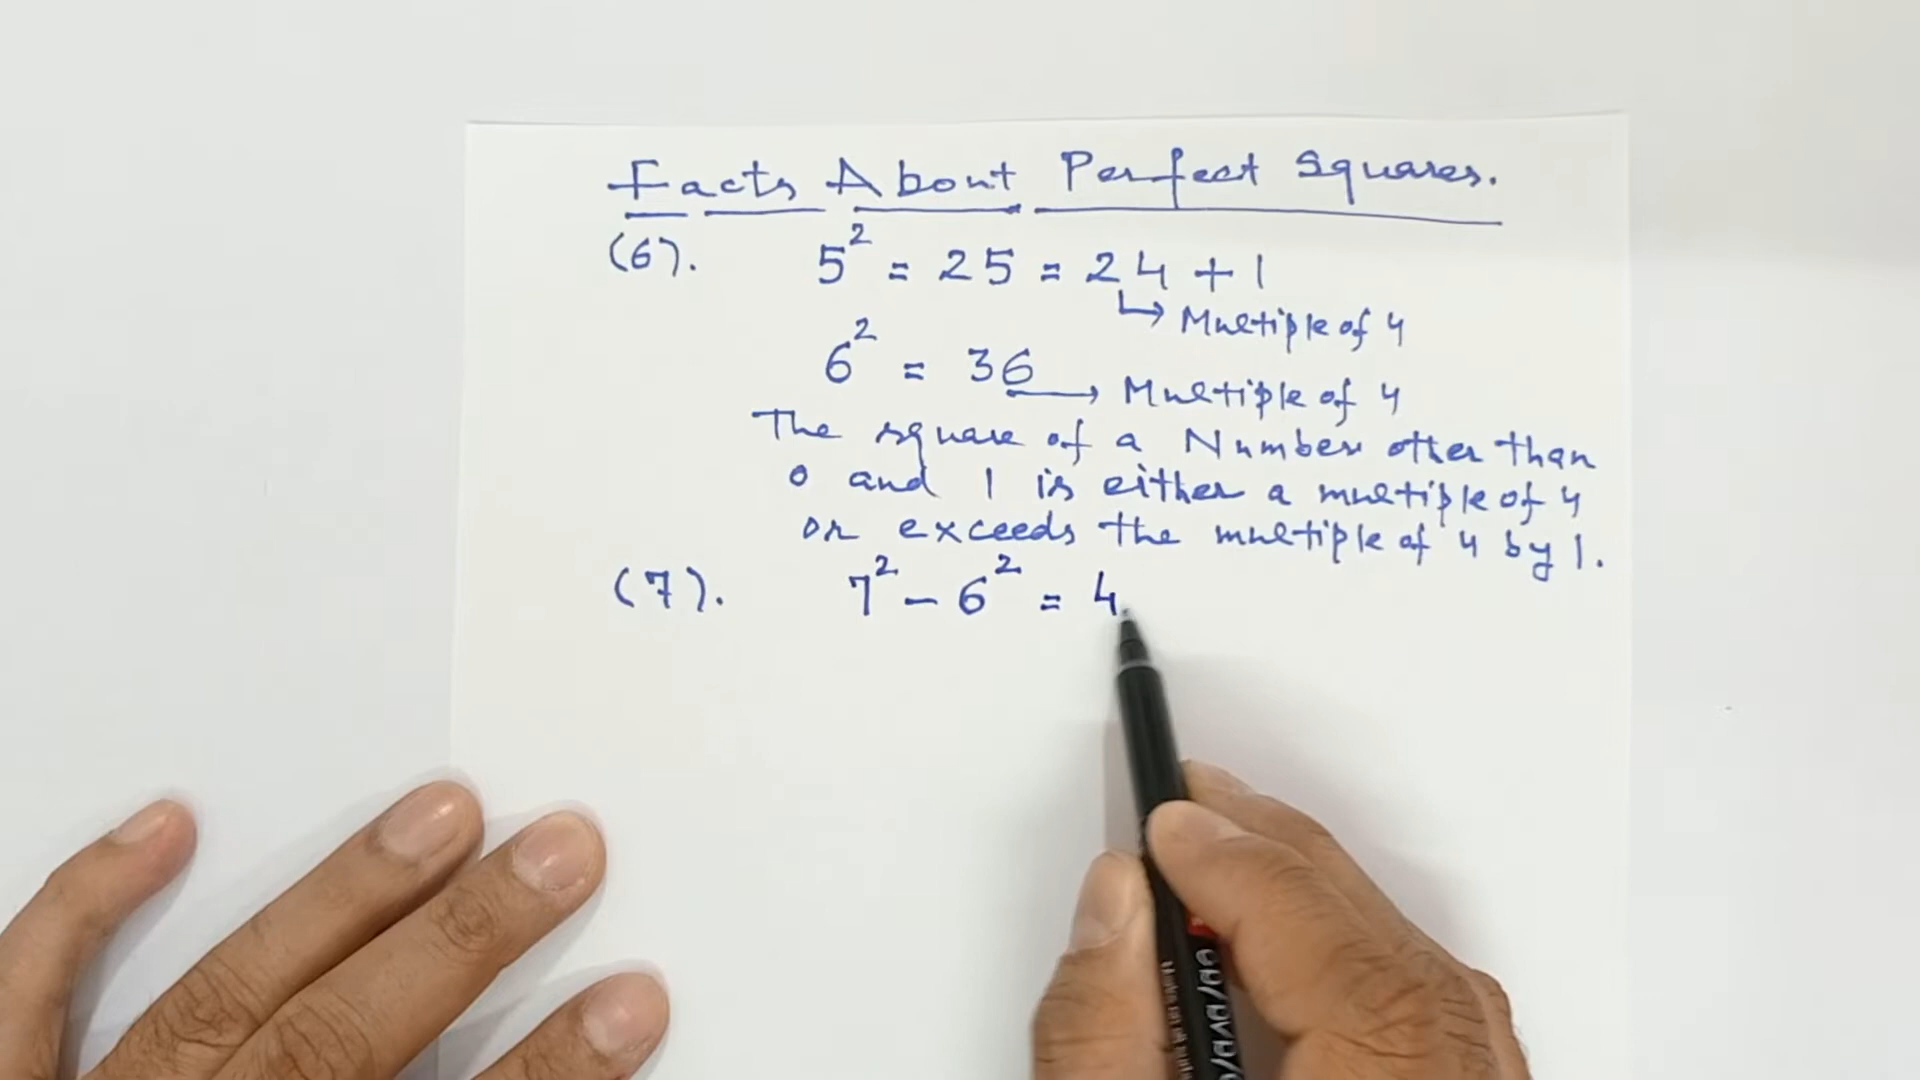 Facts About Perfect Squares.
(6). 5² = 25 = 24 + 1
↳ Multiple of 4
6² = 36 → Multiple of 4
The square of a Number other than
0 and 1 is either a multiple of 4
or exceeds the multiple of 4 by 1.
(7). 7² - 6² = 4